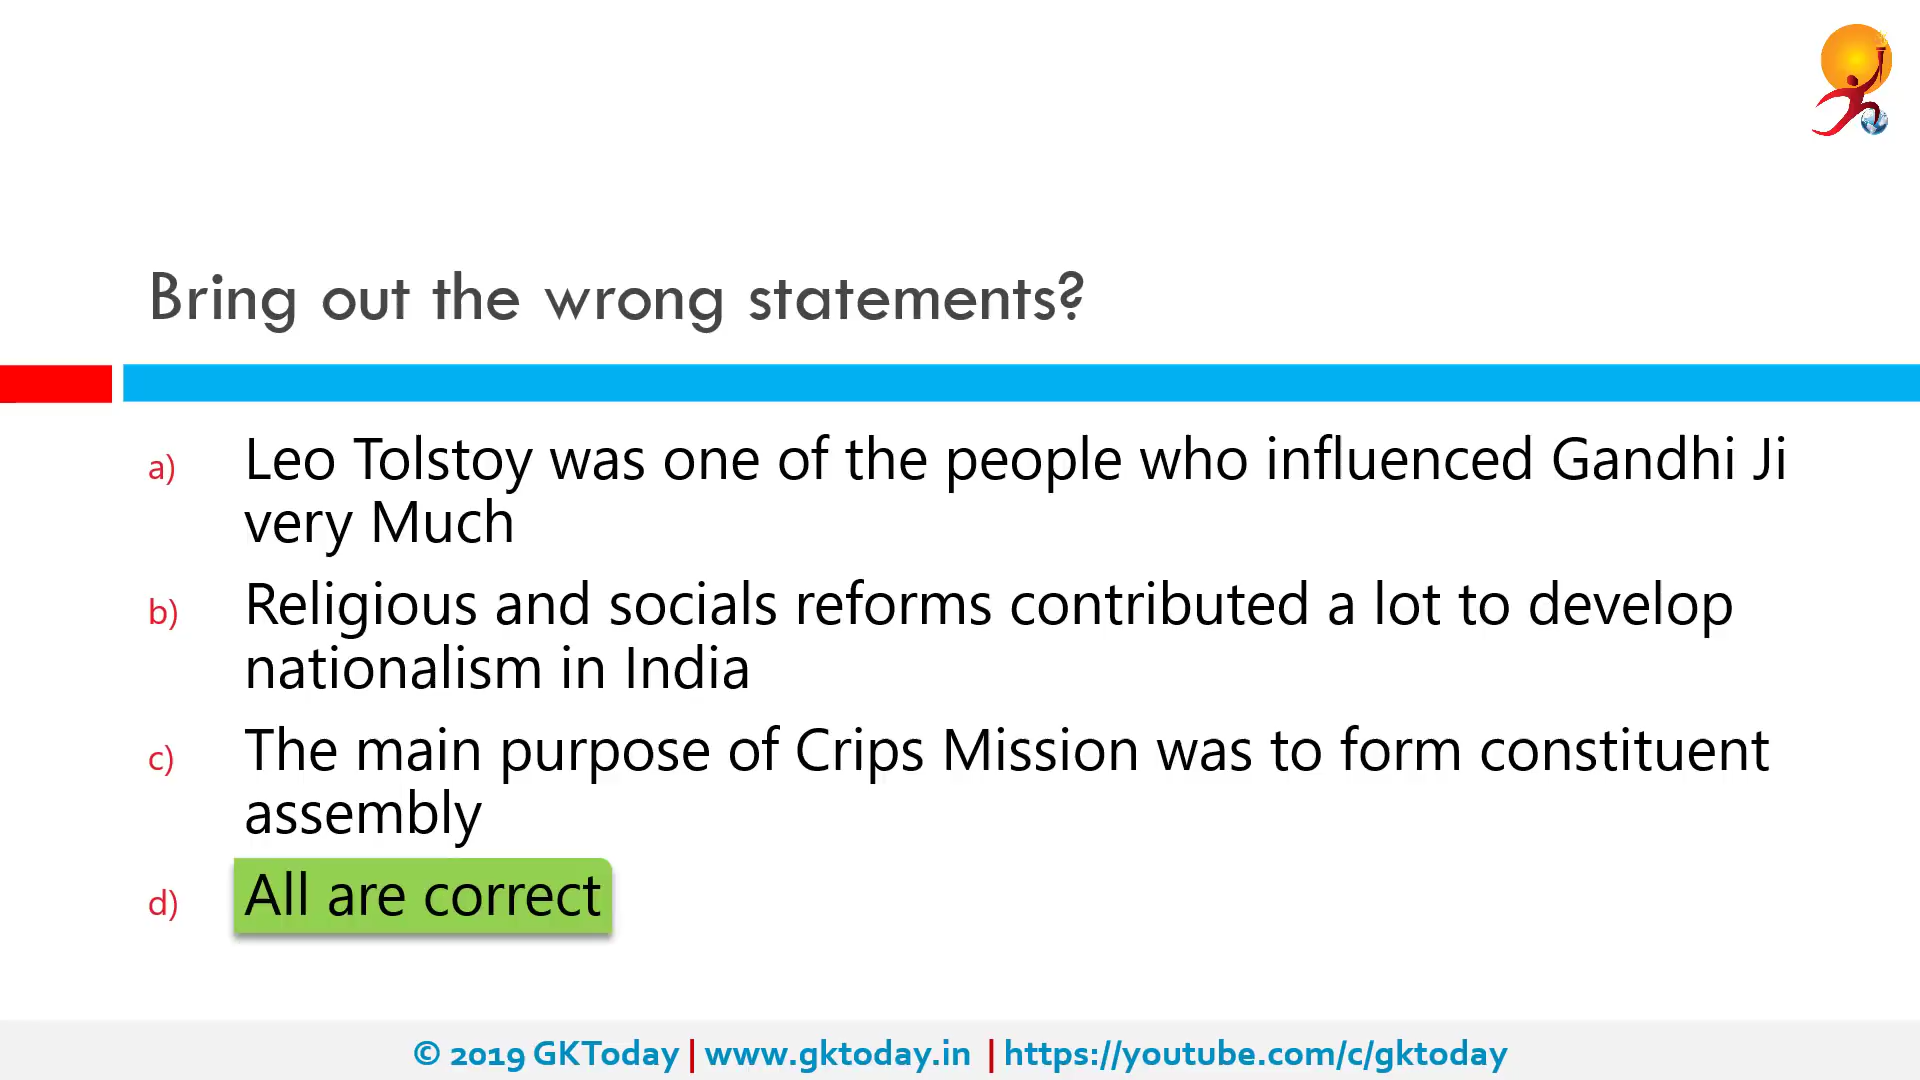 Bring out the wrong statements?
a) Leo Tolstoy was one of the people who influenced Gandhi Ji
very Much
b) Religious and socials reforms contributed a lot to develop
nationalism in India
c) The main purpose of Crips Mission was to form constituent
assembly
d) All are correct
© 2019 GKToday | www.gktoday.in | https://youtube.com/c/gktoday